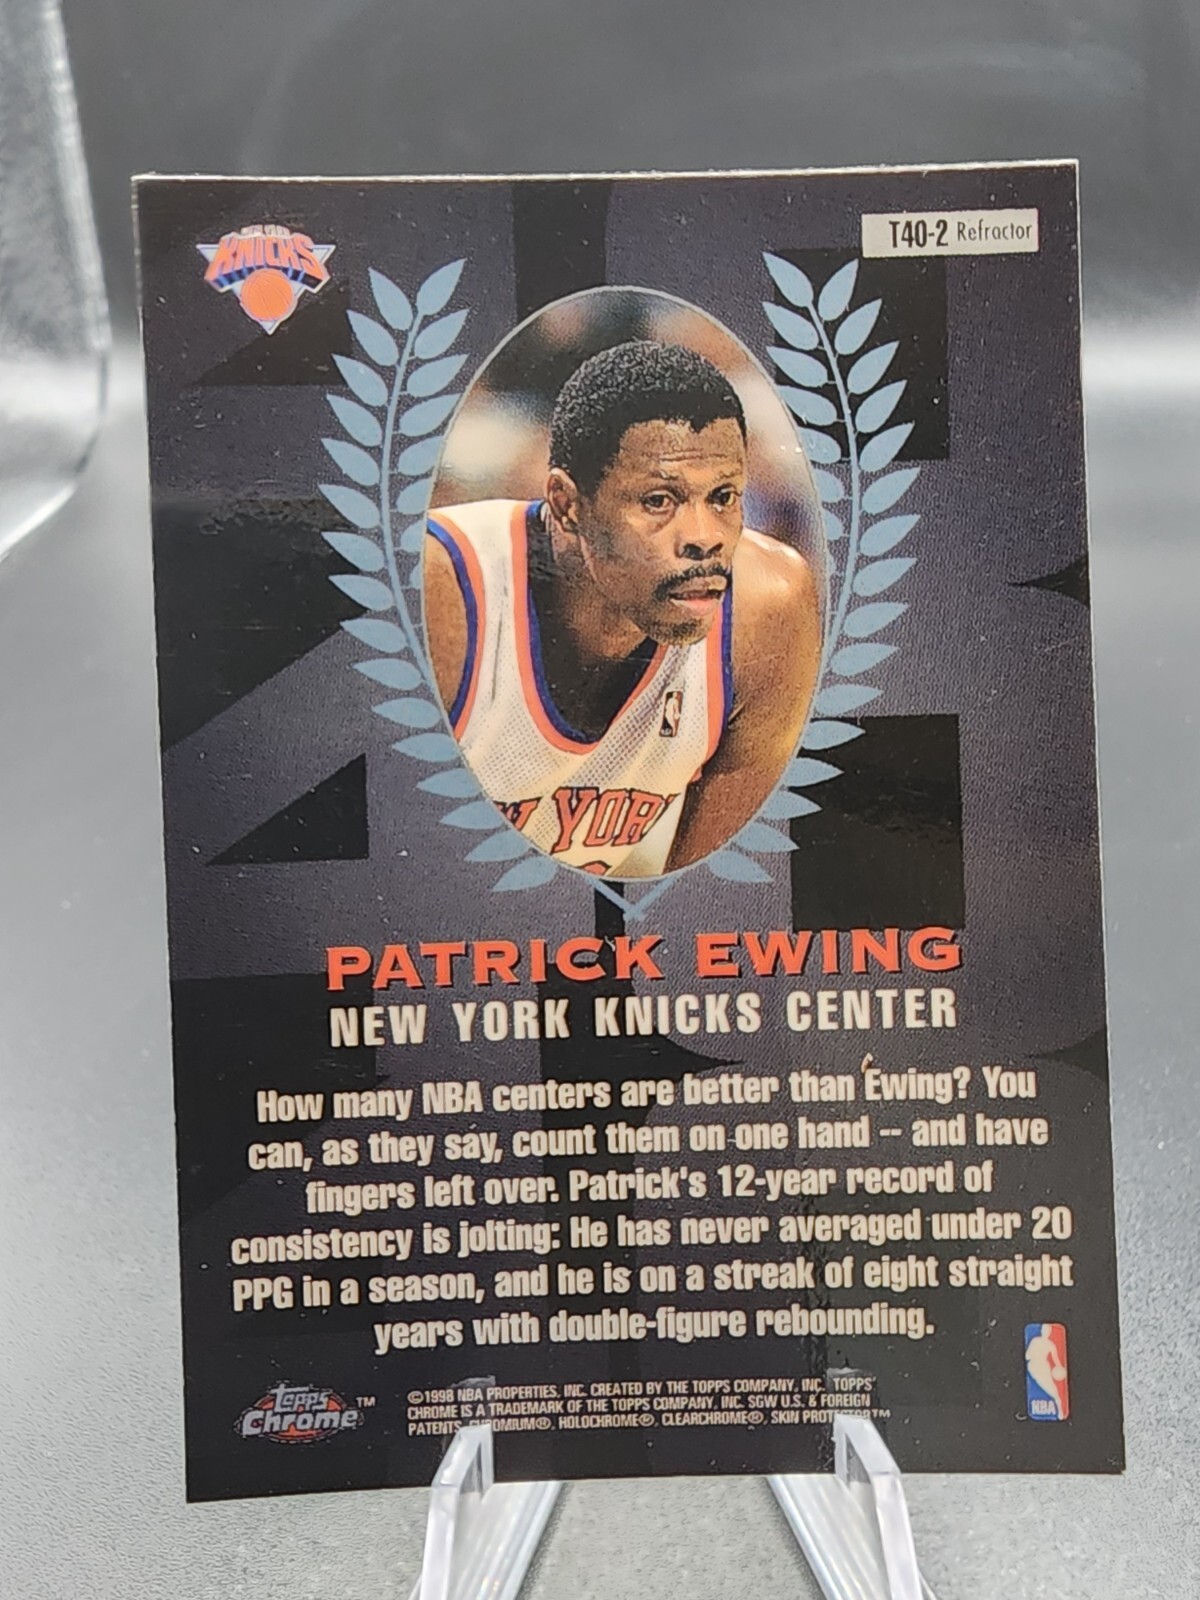 KNICKS
T40-2 Refractor
YOR
PATRICK EWING
NEW YORK KNICKS CENTER
How many NBA centers are better than Ewing? You
can, as they say, count them on one hand -- and have
fingers left over. Patrick's 12-year record of
consistency is jolting: He has never averaged under 20
PPG in a season, and he is on a streak of eight straight
years with double-figure rebounding.
Topps
Chrome™
©1998 NBA PROPERTIES, INC. CREATED BY THE TOPPS COMPANY, INC. TOPPS
CHROME IS A TRADEMARK OF THE TOPPS COMPANY, INC. SGW U.S. & FOREIGN
PATENTS, CHROMIUM®, HOLOCHROME®, CLEARCHROME®, SKIN PROTECTOR™
NBA